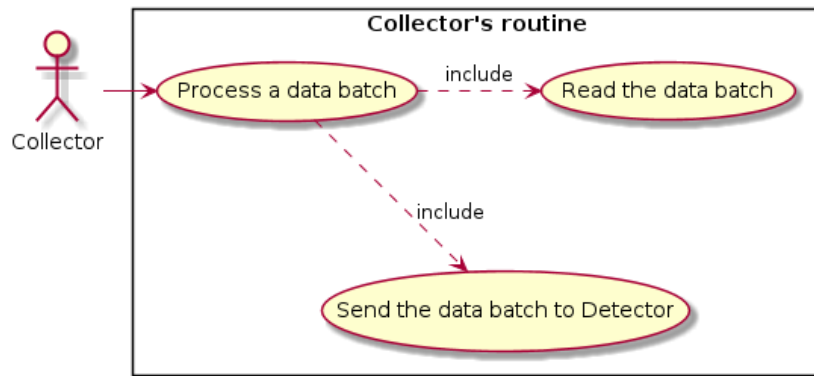 Collector's routine
Process a data batch
include
Read the data batch
Collector
include
Send the data batch to Detector